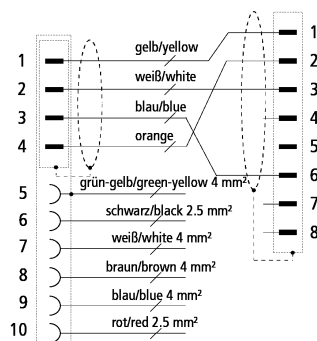 gelb/yellow
1
1
2
weiß/white
2
3
blau/blue
3
4
orange
4
5
6
7
8
5
grün-gelb/green-yellow 4 mm²
6
schwarz/black 2.5 mm²
7
weiß/white 4 mm²
8
braun/brown 4 mm²
9
blau/blue 4 mm²
10
rot/red 2.5 mm²